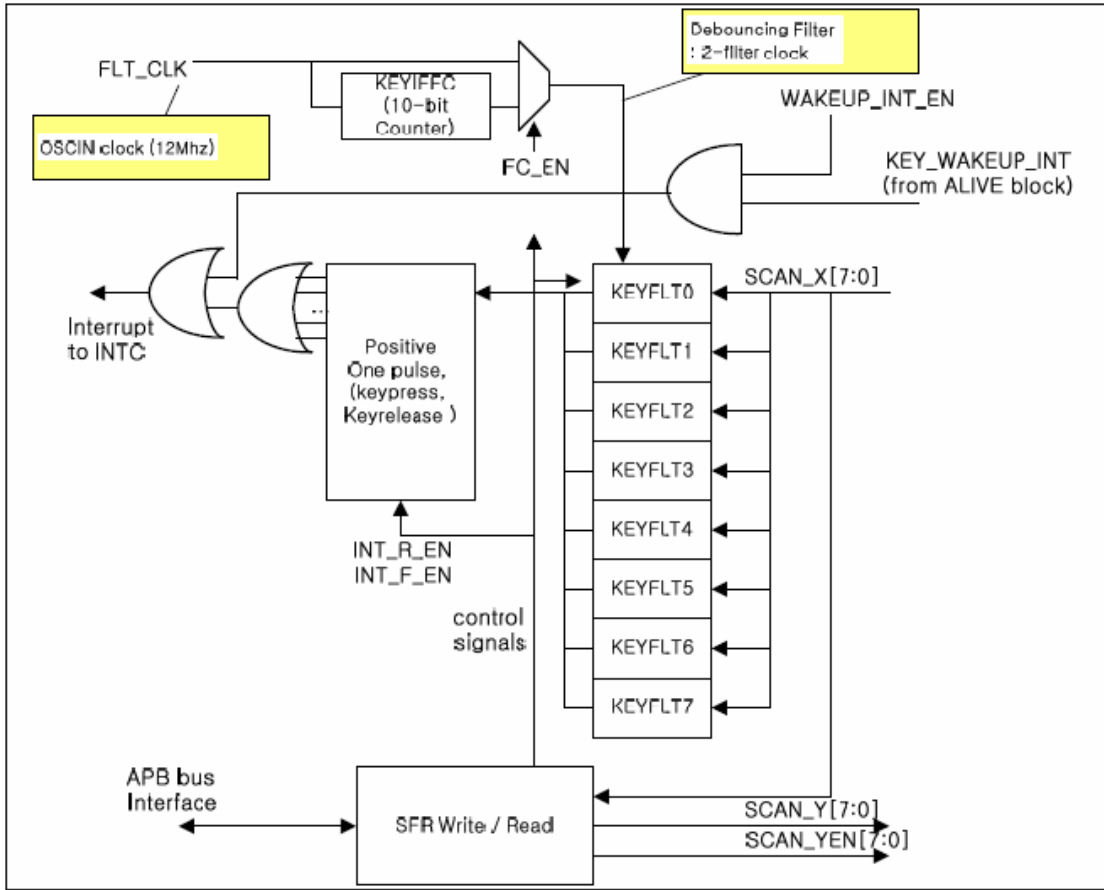 Debouncing Filter
: 2-filter clock
FLT_CLK
KEYIFFC
(10-bit
Counter)
WAKEUP_INT_EN
OSCIN clock (12Mhz)
FC_EN
KEY_WAKEUP_INT
(from ALIVE block)
SCAN_X[7:0]
KEYFLT0
Interrupt
to INTC
...
Positive
One pulse,
(keypress,
Keyrelease )
KEYFLT1
KEYFLT2
KEYFLT3
KEYFLT4
KEYFLT5
KEYFLT6
KEYFLT7
INT_R_EN
INT_F_EN
control
signals
APB bus
Interface
SFR Write / Read
SCAN_Y[7:0]
SCAN_YEN[7:0]